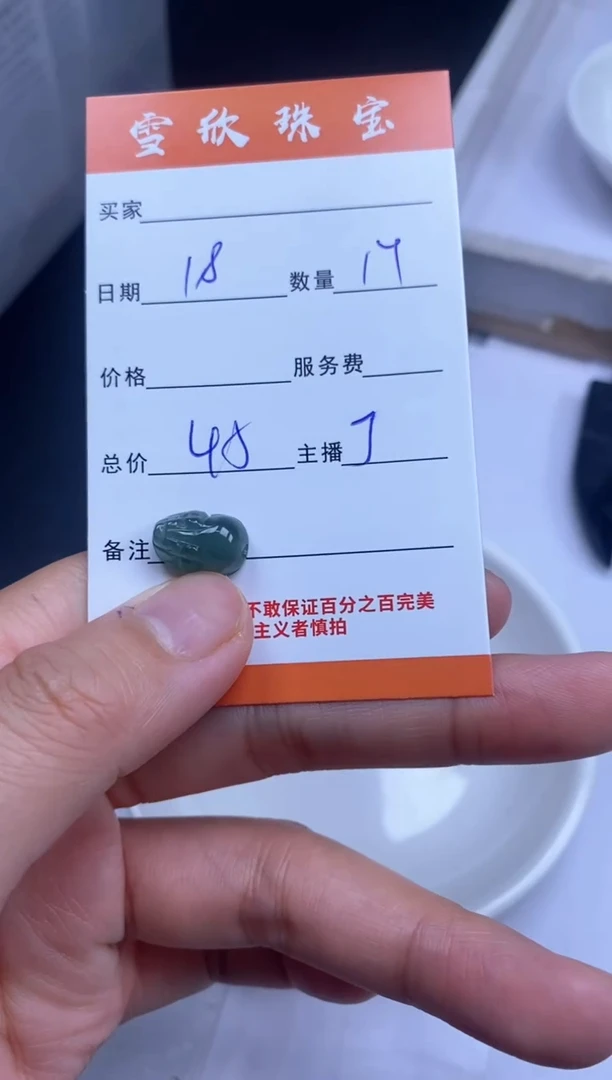 雪欣珠宝
买家
日期 18 数量 1个
价格 服务费
总价 48 主播
备注
不敢保证百分之百完美
主义者慎拍